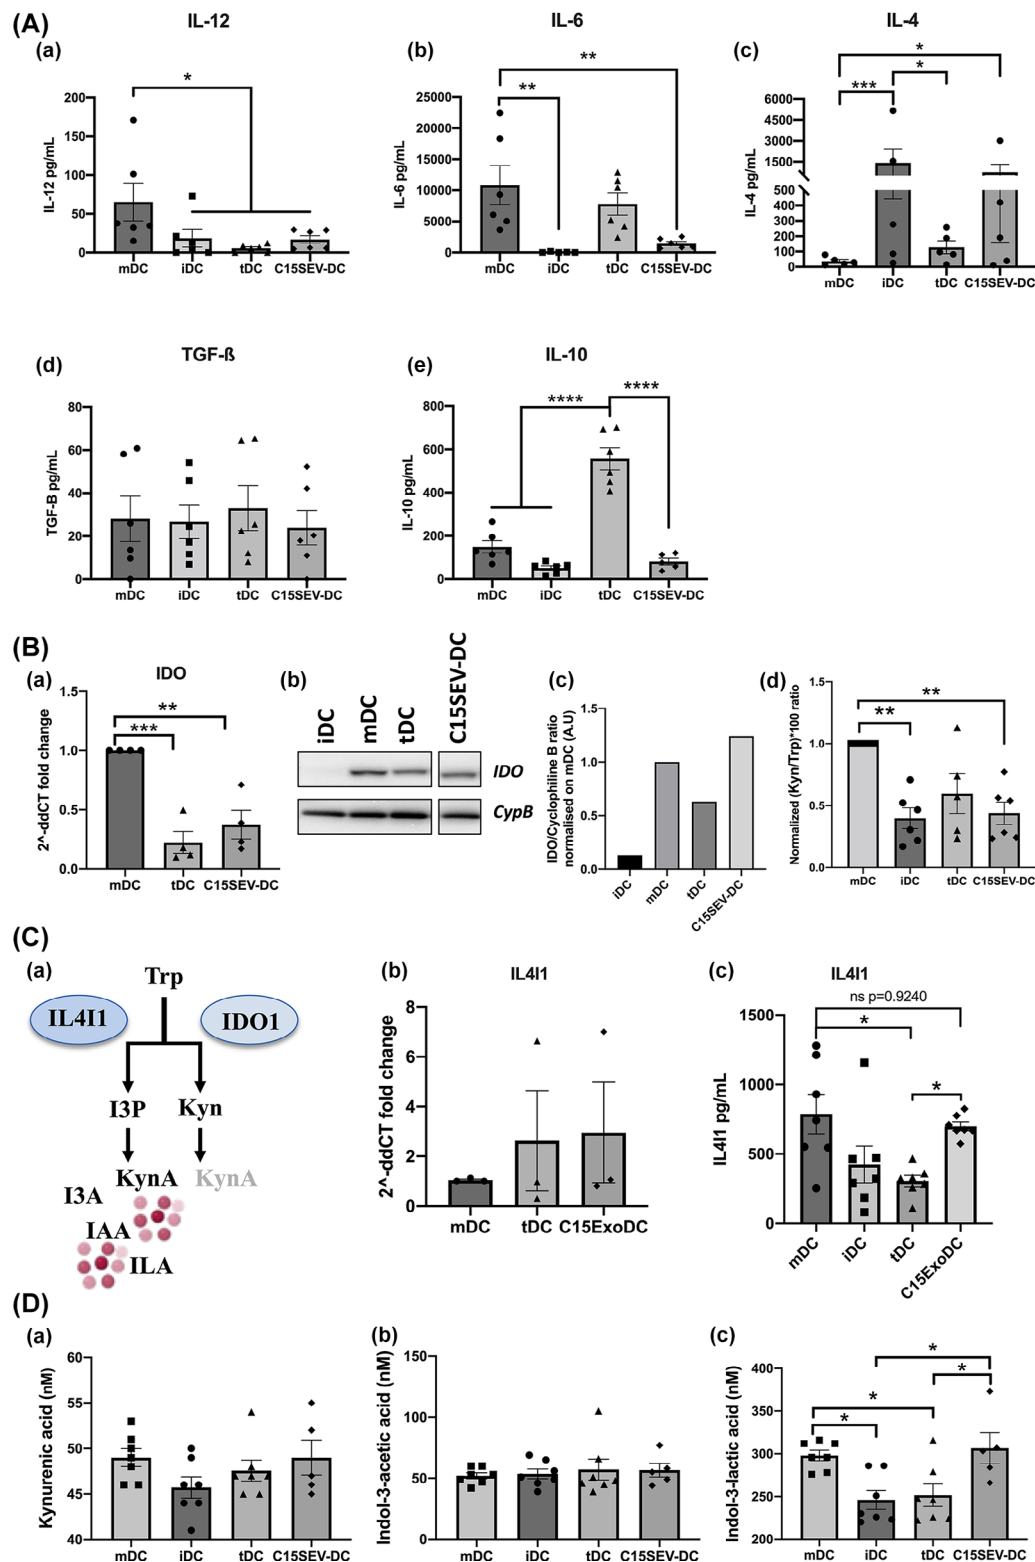 (A)
IL-12
(a)
*
IL-12 pg/mL
200
150
100
50
0
mDC iDC tDC C15SEV-DC
IL-6
(b)
**
**
IL-6 pg/mL
25000
20000
15000
10000
5000
0
mDC iDC tDC C15SEV-DC
IL-4
(c)
*
*
***
IL-4 pg/mL
6000
4500
3000
1500
500
400
300
200
100
0
mDC iDC tDC C15SEV-DC
TGF-ß
(d)
TGF-B pg/mL
80
60
40
20
0
mDC iDC tDC C15SEV-DC
IL-10
(e)
**** ****
IL-10 pg/mL
800
600
400
200
0
mDC iDC tDC C15SEV-DC
(B)
(a)
IDO
**
***
2^-ddCT fold change
1.5
1.0
0.5
0.0
mDC tDC C15SEV-DC
(b)
iDC mDC tDC C15SEV-DC
IDO
CypB
(c)
IDO/Cyclophiline B ratio
normalised on mDC (A.U)
1.5
1.0
0.5
0.0
iDC mDC tDC C15SEV-DC
(d)
**
**
Normalized (Kyn/Trp)*100 ratio
1.5
1.0
0.5
0.0
mDC iDC tDC C15SEV-DC
(C)
(a)
Trp
IL4I1 IDO1
I3P Kyn
KynA KynA
I3A
IAA
ILA
(b)
IL4I1
2^-ddCT fold change
8
6
4
2
0
mDC tDC C15ExoDC
(c)
IL4I1
ns p=0.9240
*
*
IL4I1 pg/mL
1500
1000
500
0
mDC iDC tDC C15ExoDC
(D)
(a)
Kynurenic acid (nM)
60
55
50
45
40
mDC iDC tDC C15SEV-DC
(b)
Indol-3-acetic acid (nM)
150
100
50
0
mDC iDC tDC C15SEV-DC
(c)
*
*
*
*
Indol-3-lactic acid (nM)
400
350
300
250
200
mDC iDC tDC C15SEV-DC